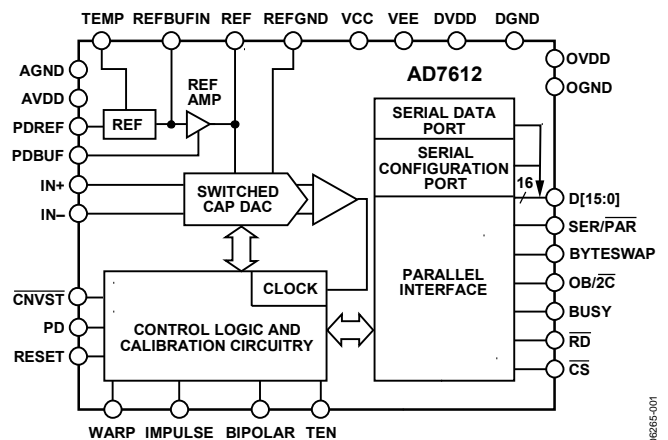 TEMP REFBUFIN REF REFGND VCC VEE DVDD DGND
AGND
AVDD
PDREF
PDBUF
IN+
IN–
CNVST
PD
RESET
REF
REF
AMP
SWITCHED
CAP DAC
CLOCK
CONTROL LOGIC AND
CALIBRATION CIRCUITRY
AD7612
SERIAL DATA
PORT
SERIAL
CONFIGURATION
PORT
16
PARALLEL
INTERFACE
OVDD
OGND
D[15:0]
SER/PAR
BYTESWAP
OB/2C
BUSY
RD
CS
WARP IMPULSE BIPOLAR TEN